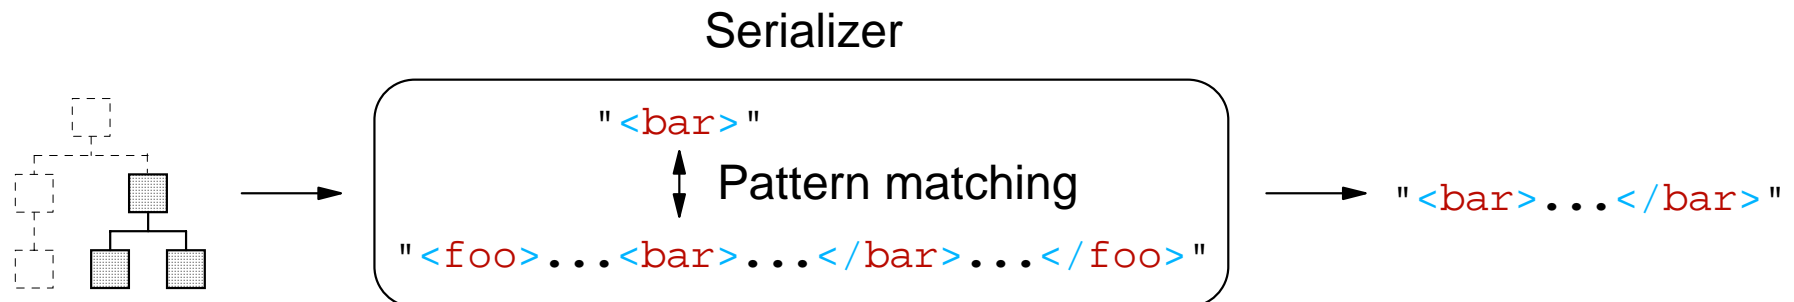 Serializer
"<bar>"
Pattern matching
"<bar>...</bar>"
"<foo>...<bar>...</bar>...</foo>"